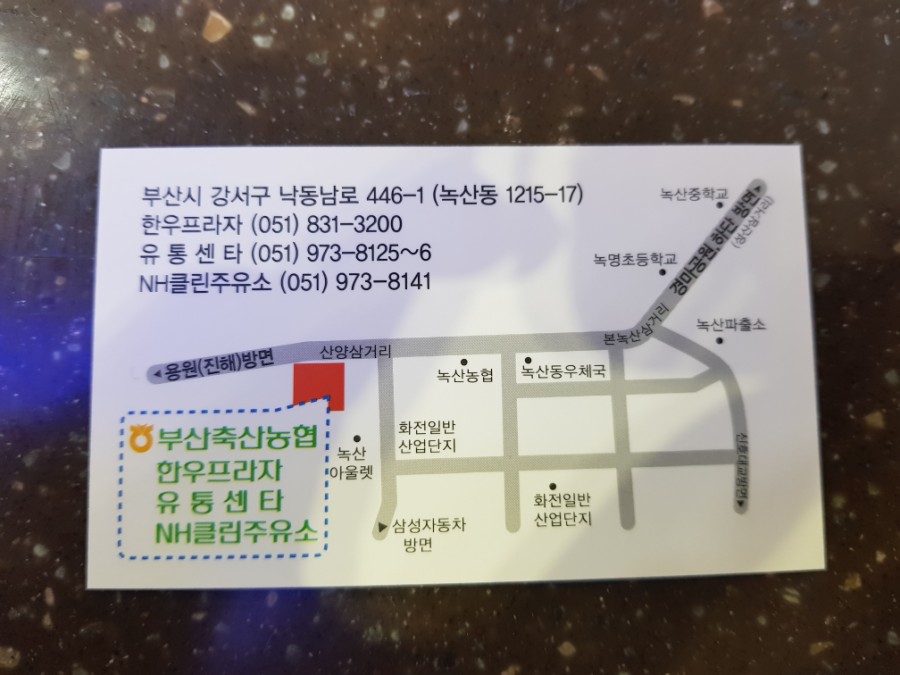 부산시 강서구 낙동남로 446-1 (녹산동 1215-17)
한우프라자 (051) 831-3200
유 통 센 타 (051) 973-8125~6
NH클린주유소 (051) 973-8141
녹산중학교
경마공원,하단 방면
(성산삼거리)
녹명초등학교
본녹산삼거리
녹산파출소
산양삼거리
용원(진해)방면
녹산농협
녹산동우체국
부산축산농협
한우프라자
유 통 센 타
NH클린주유소
녹산
아울렛
화전일반
산업단지
화전일반
산업단지
신호대교방면
삼성자동차
방면